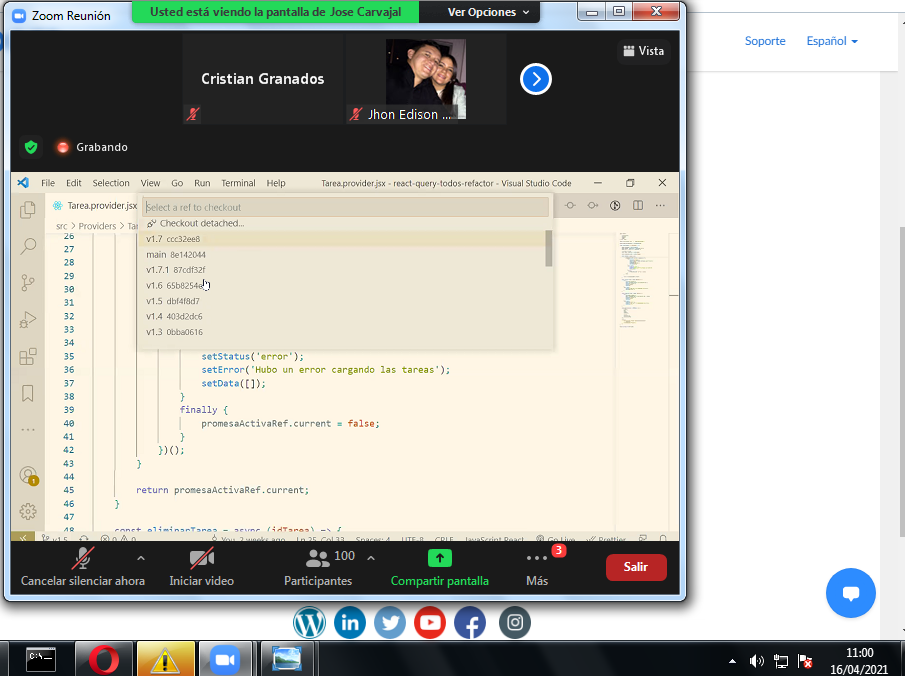 Zoom Reunión
Usted está viendo la pantalla de Jose Carvajal
Ver Opciones
Soporte
Español
Cristian Granados
Jhon Edison ...
Vista
Grabando
File Edit Selection View Go Run Terminal Help
Tarea.provider.jsx - react-query-todos-refactor - Visual Studio Code
Tarea.provider.jsx
Select a ref to checkout
src > Providers > Tar
Checkout detached...
v1.7 ccc32ee8
main 8e142044
v1.7.1 87cdf32f
v1.6 65b8254e
v1.5 dbf4f8d7
v1.4 403d2dc6
v1.3 0bba0616
26
27
28
29
30
31
32
33
34
35 setStatus('error');
36 setError('Hubo un error cargando las tareas');
37 setData([]);
38 }
39 finally {
40 promesaActivaRef.current = false;
41 }
42 })();
43 }
44
45 return promesaActivaRef.current;
46 }
47
48 const eliminarTarea = async (idTarea) => {
v1.5 0 0 You, 3 weeks ago Ln 25, Col 33 Spaces: 4 UTF-8 CRLF JavaScript React Go Live Prettier
1
Cancelar silenciar ahora
Iniciar video
100
Participantes
Compartir pantalla
3
Más
Salir
C:\_
11:00
16/04/2021